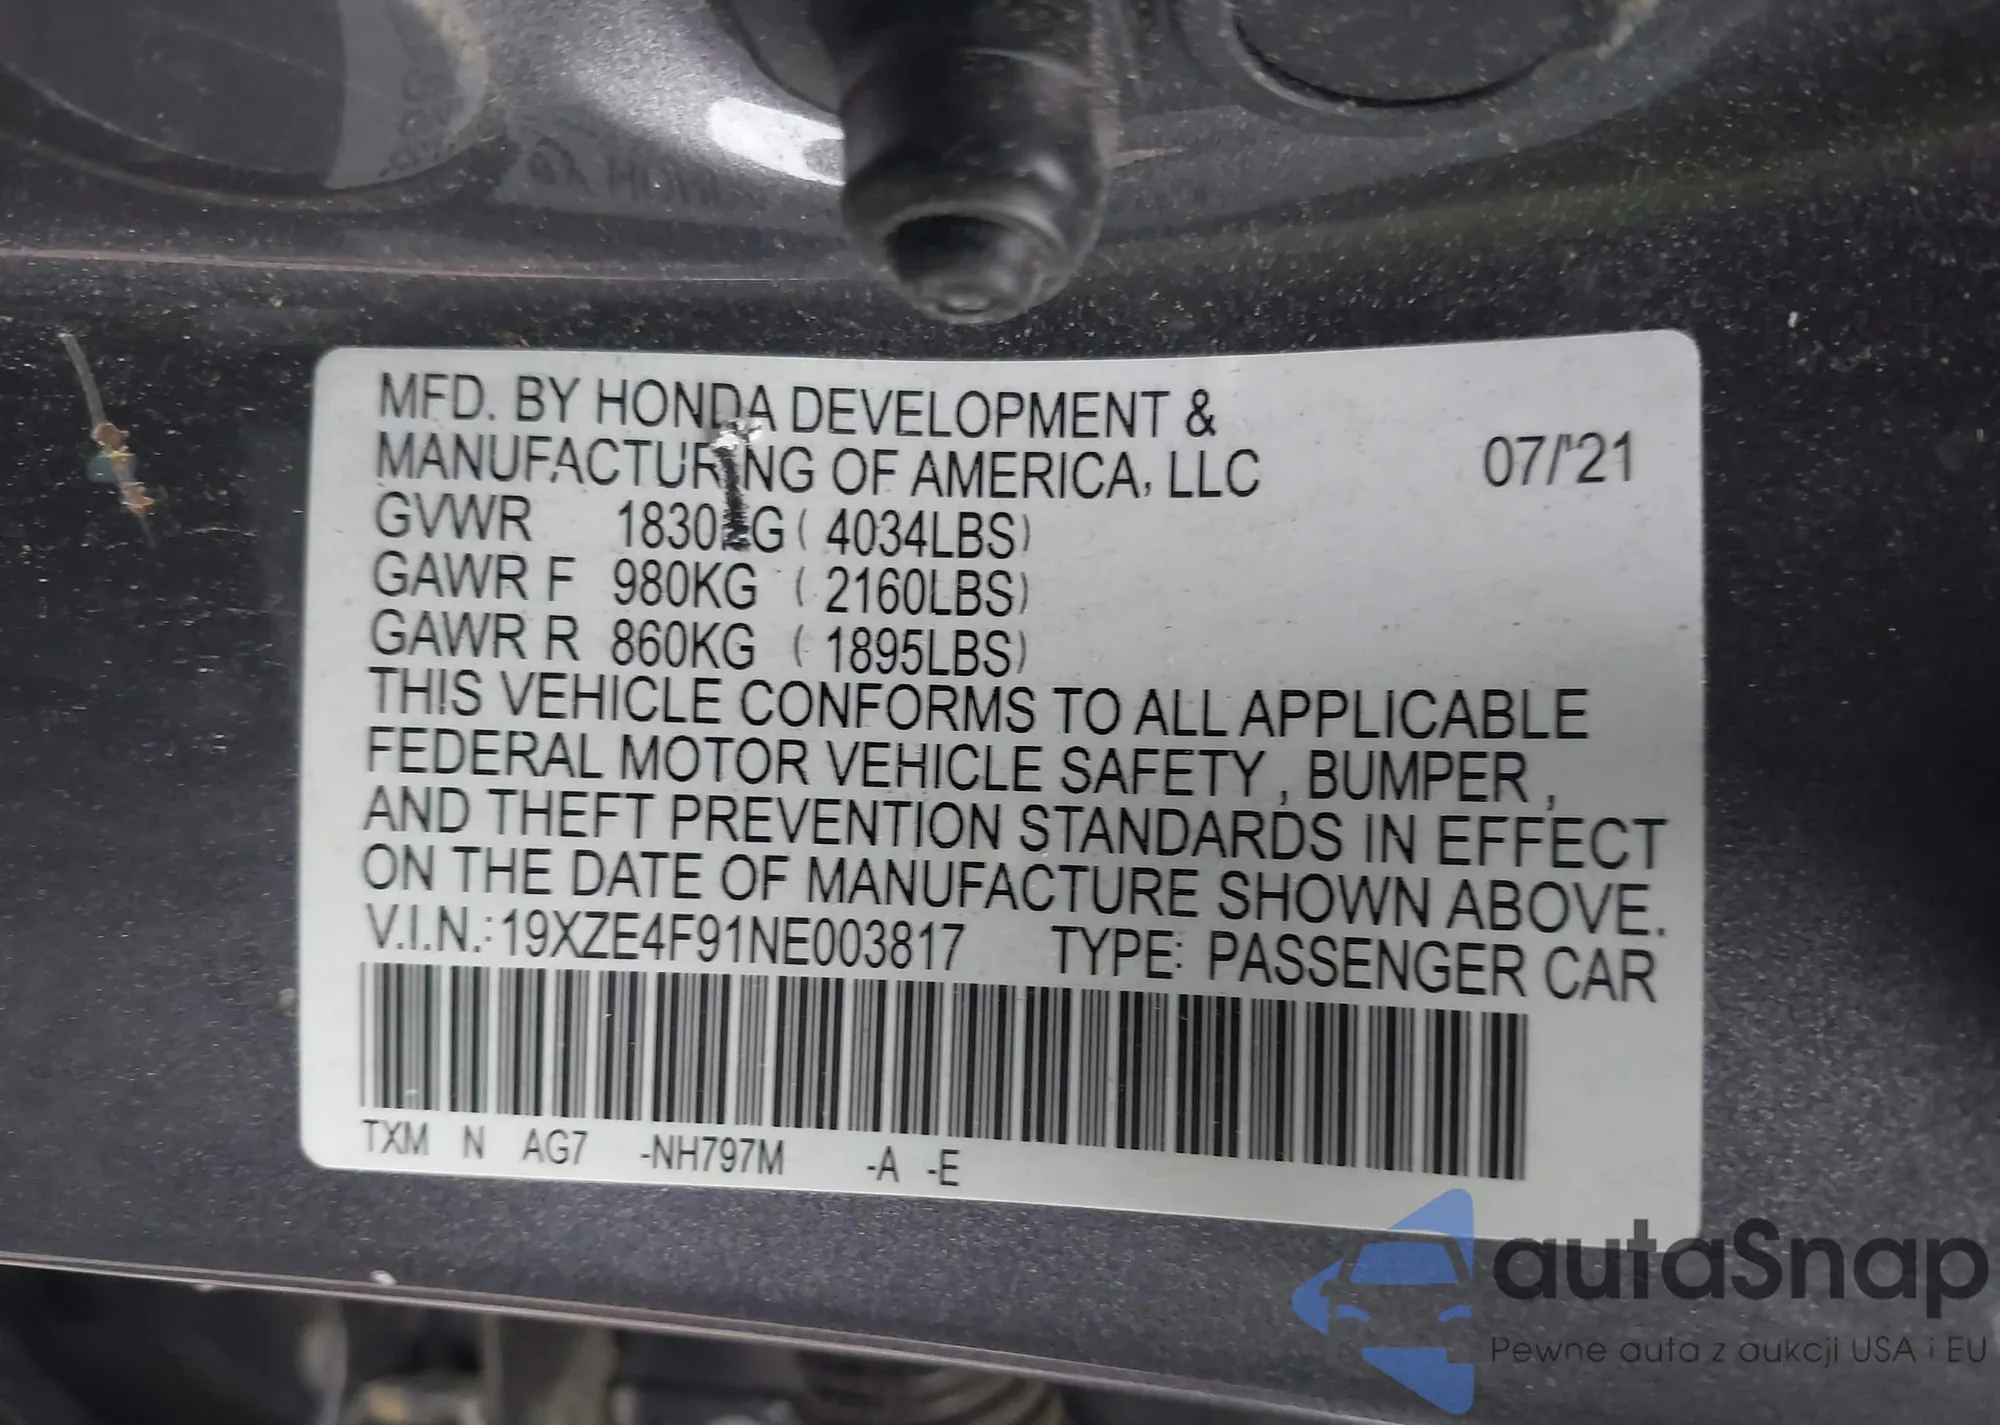 MFD. BY HONDA DEVELOPMENT &
MANUFACTURING OF AMERICA, LLC 07/'21
GVWR 1830KG ( 4034LBS)
GAWR F 980KG ( 2160LBS)
GAWR R 860KG ( 1895LBS)
THIS VEHICLE CONFORMS TO ALL APPLICABLE
FEDERAL MOTOR VEHICLE SAFETY , BUMPER ,
AND THEFT PREVENTION STANDARDS IN EFFECT
ON THE DATE OF MANUFACTURE SHOWN ABOVE.
V.I.N.: 19XZE4F91NE003817 TYPE: PASSENGER CAR
TXM N AG7 -NH797M -A -E
autaSnap
Pewne auta z aukcji USA i EU